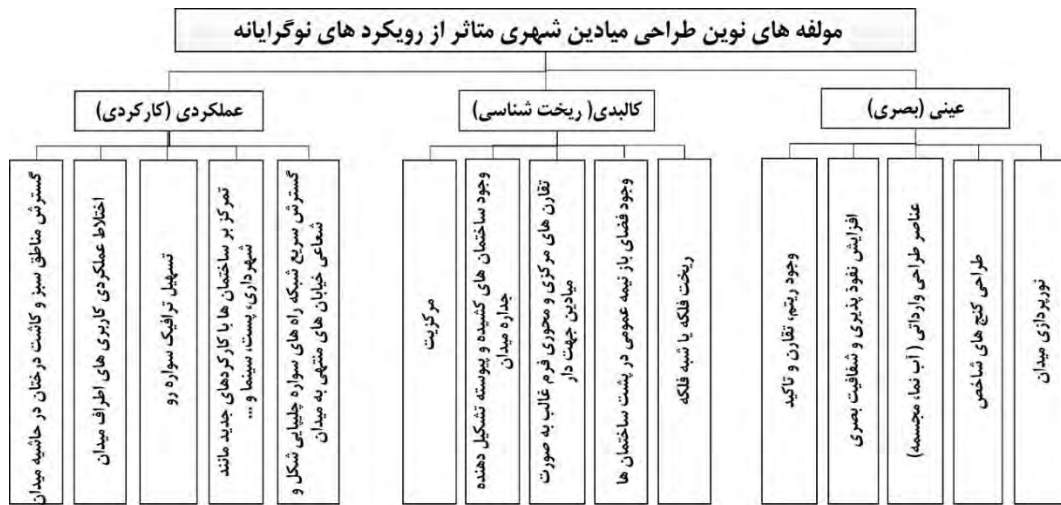 مولفه های نوین طراحی میادین شهری متاثر از رویکرد های نوگرایانه
عینی (بصری)
نورپردازی میدان
طراحی کنج های شاخص
عناصر طراحی وارداتی ( آب نما، مجسمه)
افزایش نفوذ پذیری و شفافیت بصری
وجود ریتم، تقارن و تاکید
کالبدی( ریخت شناسی)
ریخت فلکه یا شبه فلکه
وجود فضای باز نیمه عمومی در پشت ساختمان ها
تقارن های مرکزی و محوری فرم غالب به صورت
میادین جهت دار
وجود ساختمان های کشیده و پیوسته تشکیل دهنده
جداره میدان
مرکزیت
عملکردی (کارکردی)
گسترش سریع شبکه راه های سواره چلیپایی شکل و
شعاعی خیابان های منتهی به میدان
تمرکز بر ساختمان ها با کارکردهای جدید مانند
شهرداری، پست، سینما و ...
تسهیل ترافیک سواره رو
اختلاط عملکردی کاربری های اطراف میدان
گسترش مناطق سبز و کاشت درختان در حاشیه میدان